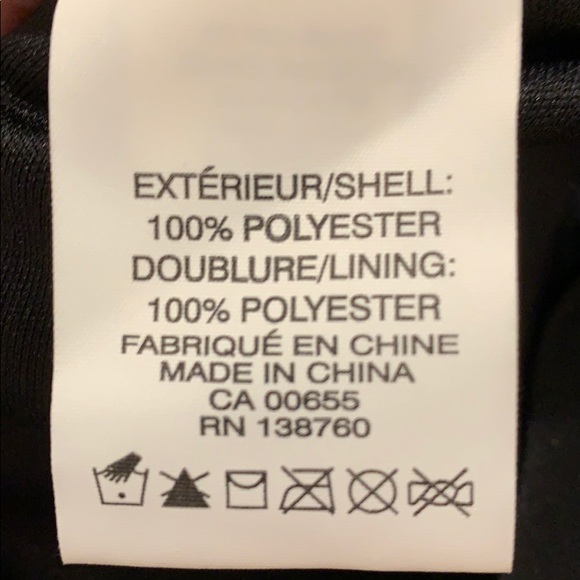 EXTÉRIEUR/SHELL:
100% POLYESTER
DOUBLURE/LINING:
100% POLYESTER
FABRIQUÉ EN CHINE
MADE IN CHINA
CA 00655
RN 138760